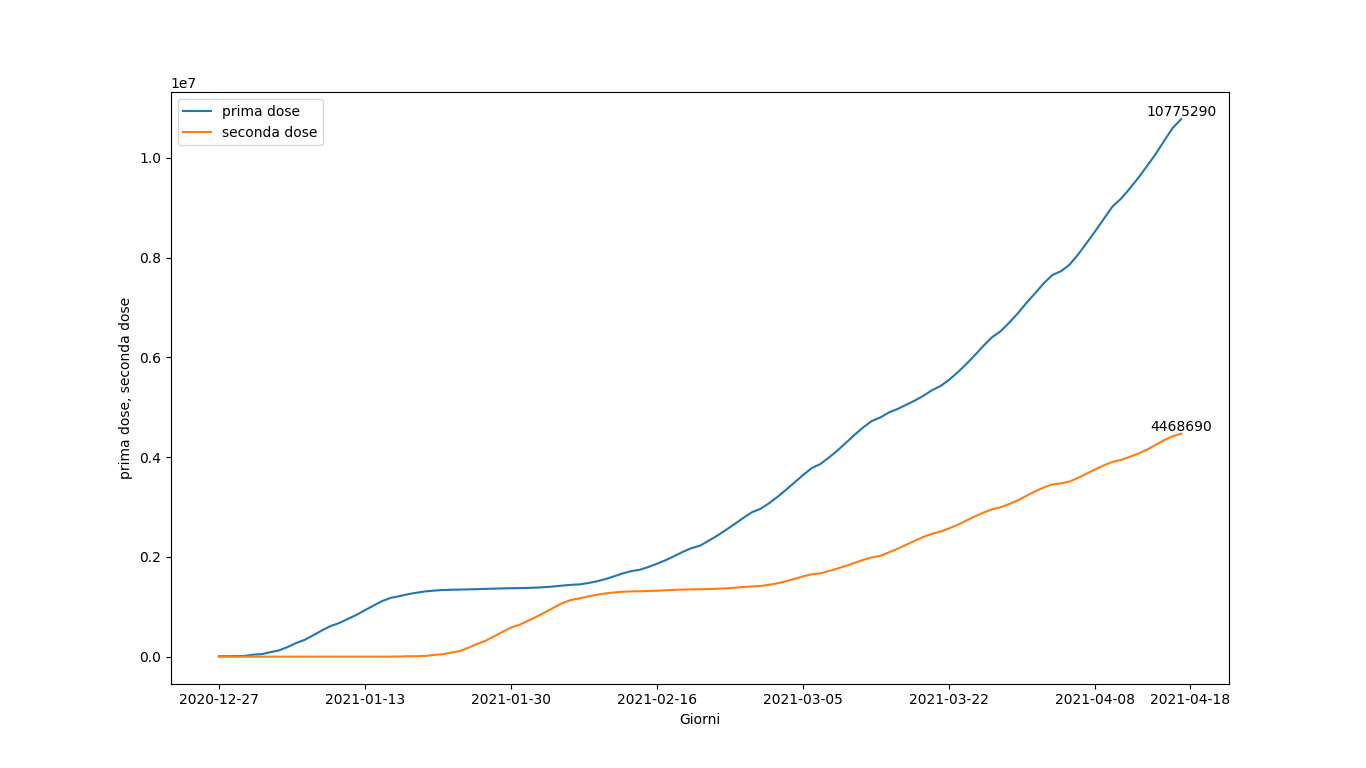 1e7
prima dose
seconda dose
10775290
4468690
1.0
0.8
0.6
0.4
0.2
0.0
prima dose, seconda dose
2020-12-27 2021-01-13 2021-01-30 2021-02-16 2021-03-05 2021-03-22 2021-04-08 2021-04-18
Giorni